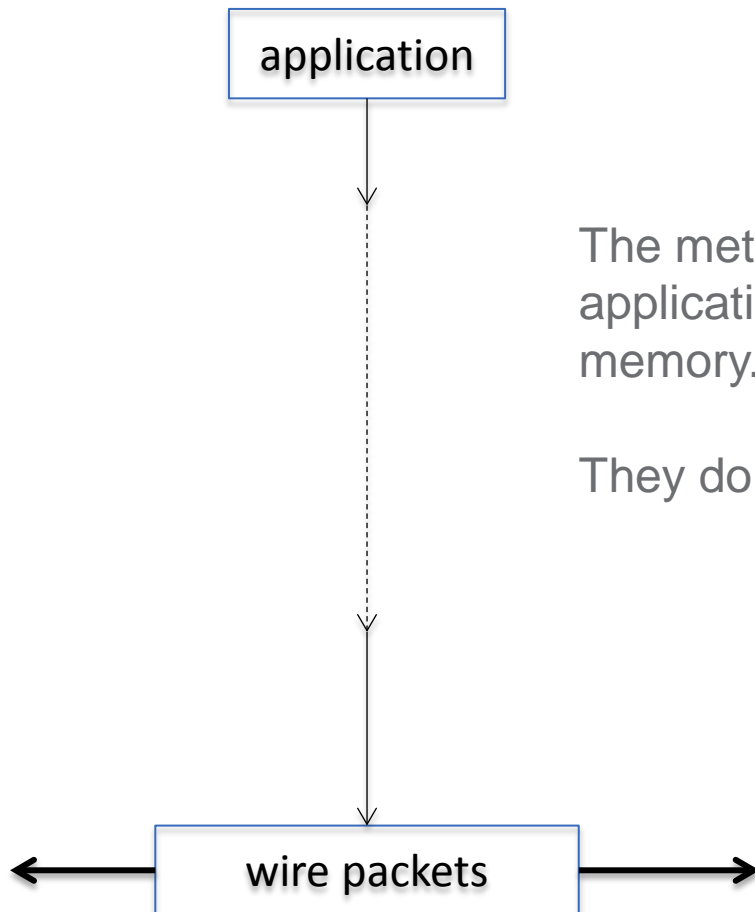 application
The met
applicati
memory.
They do
wire packets